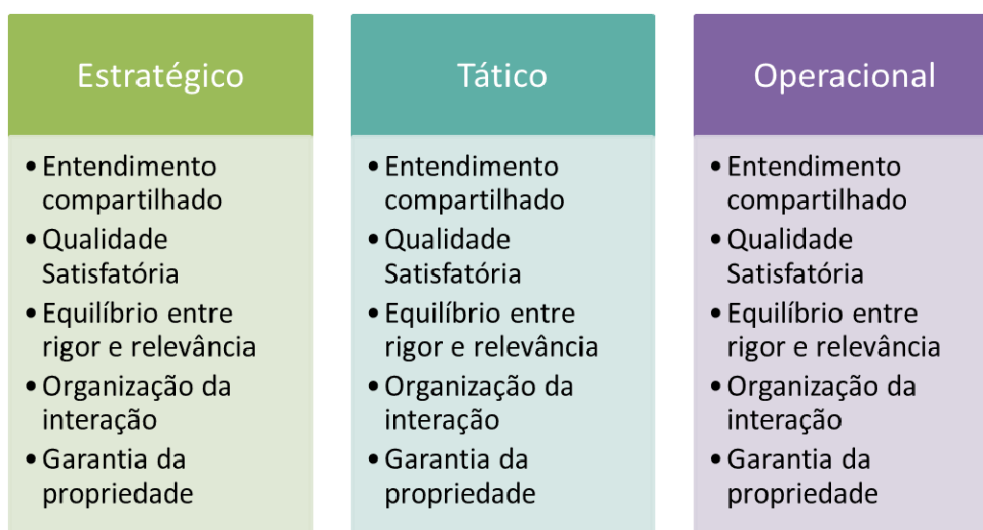 Estratégico
• Entendimento
compartilhado
• Qualidade
Satisfatória
• Equilíbrio entre
rigor e relevância
• Organização da
interação
• Garantia da
propriedade
Tático
• Entendimento
compartilhado
• Qualidade
Satisfatória
• Equilíbrio entre
rigor e relevância
• Organização da
interação
• Garantia da
propriedade
Operacional
• Entendimento
compartilhado
• Qualidade
Satisfatória
• Equilíbrio entre
rigor e relevância
• Organização da
interação
• Garantia da
propriedade